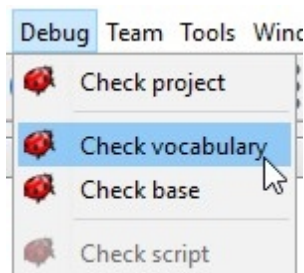 Debug Team Tools Wind
Check project
Check vocabulary
Check base
Check script